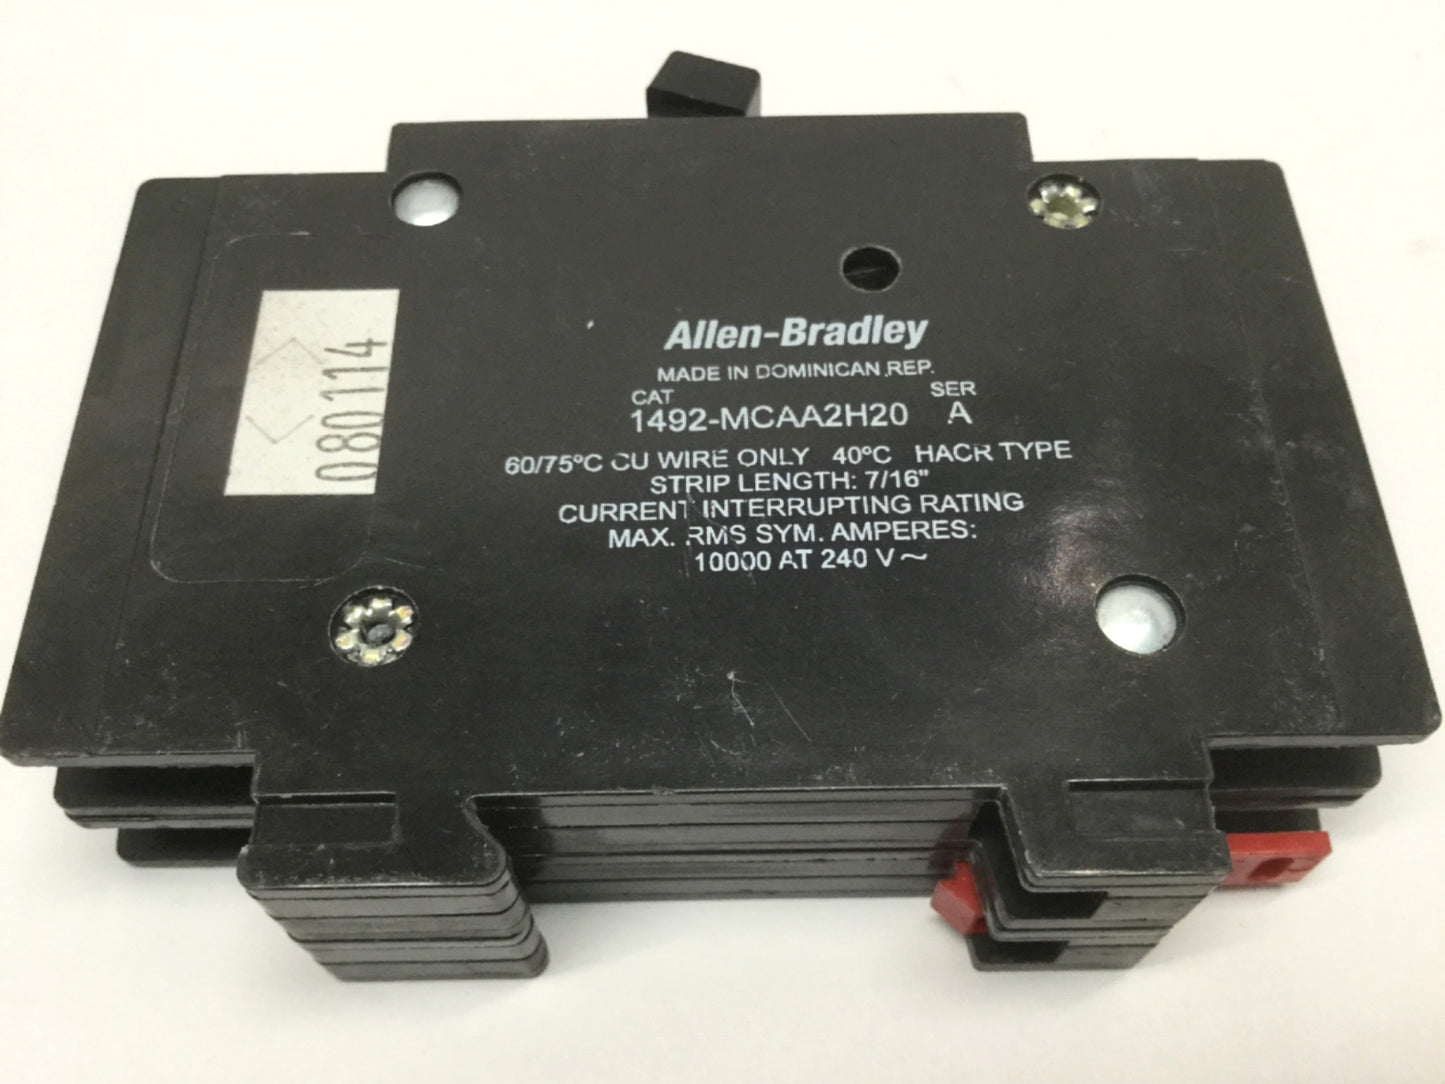 Allen-Bradley
MADE IN DOMINICAN REP.
CAT SER
1492-MCAA2H20 A
60/75°C CU WIRE ONLY 40°C HACR TYPE
STRIP LENGTH: 7/16"
CURRENT INTERRUPTING RATING
MAX. RMS SYM. AMPERES:
10000 AT 240 V~
080114